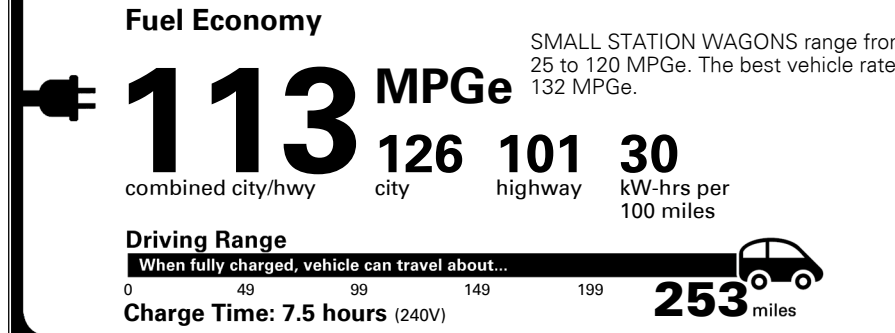 Fuel Economy
SMALL STATION WAGONS range from
25 to 120 MPGe. The best vehicle rate
132 MPGe.
113 MPGe
combined city/hwy
126 city
101 highway
30 kW-hrs per
100 miles
Driving Range
When fully charged, vehicle can travel about...
0 49 99 149 199 253 miles
Charge Time: 7.5 hours (240V)